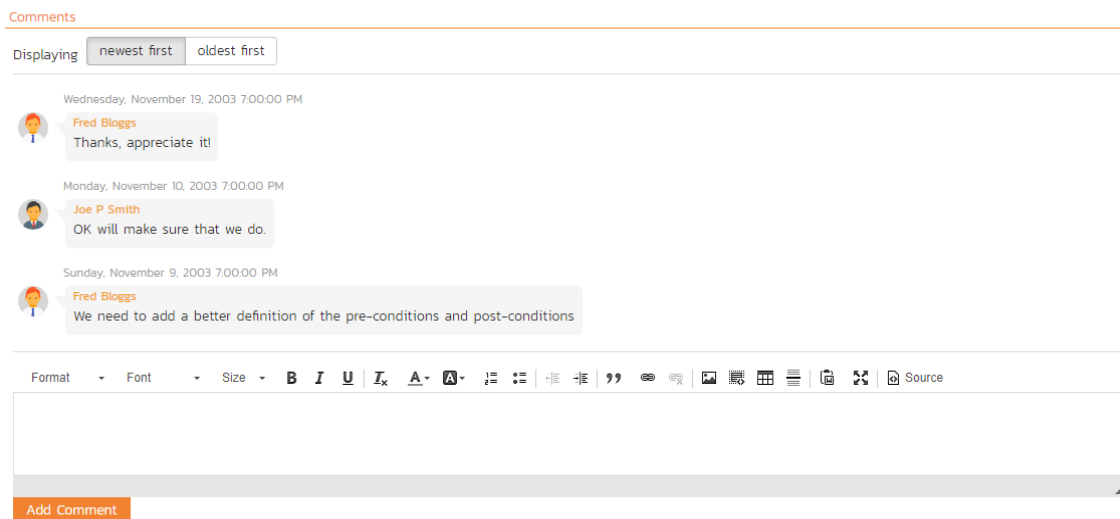 Comments
Displaying newest first oldest first
Wednesday, November 19, 2003 7:00:00 PM
Fred Bloggs
Thanks, appreciate it!
Monday, November 10, 2003 7:00:00 PM
Joe P Smith
OK will make sure that we do.
Sunday, November 9, 2003 7:00:00 PM
Fred Bloggs
We need to add a better definition of the pre-conditions and post-conditions
Format Font Size B I U Ix A A Source
Add Comment